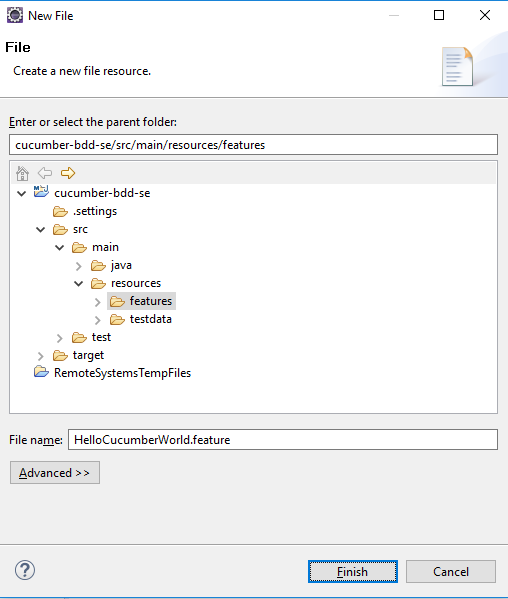 New File
File
Create a new file resource.
Enter or select the parent folder:
cucumber-bdd-se/src/main/resources/features
cucumber-bdd-se
.settings
src
main
java
resources
features
testdata
test
target
RemoteSystemsTempFiles
File name: HelloCucumberWorld.feature
Advanced >>
? Finish Cancel